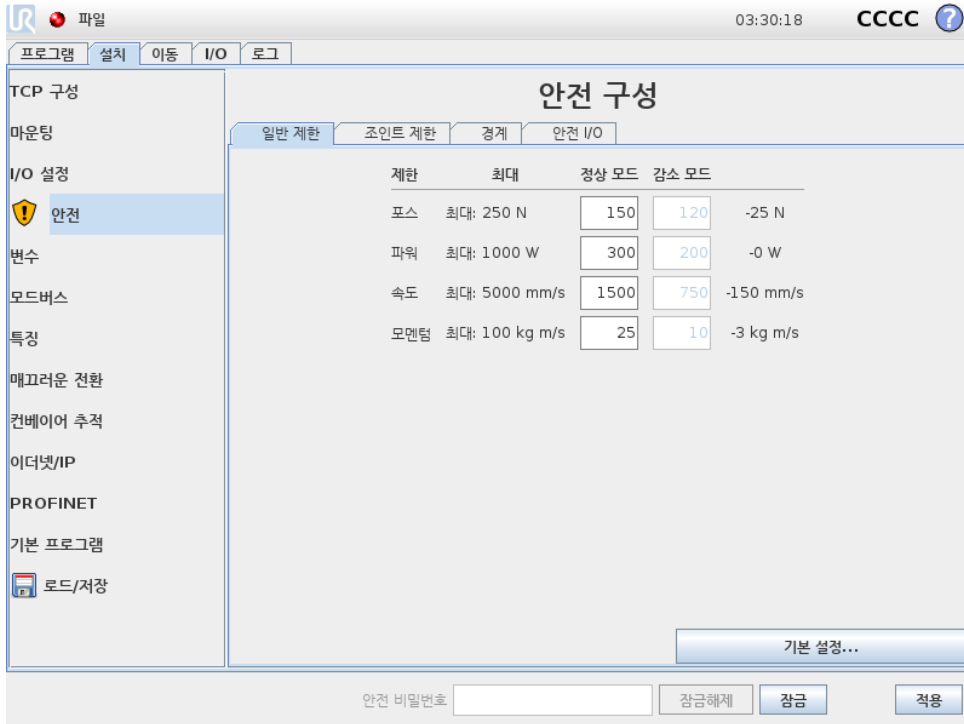 UR 파일 03:30:18 CCCC ?
프로그램 설치 이동 I/O 로그
TCP 구성
마운팅
I/O 설정
안전
변수
모드버스
특징
매끄러운 전환
컨베이어 추적
이더넷/IP
PROFINET
기본 프로그램
로드/저장
안전 구성
일반 제한 조인트 제한 경계 안전 I/O
제한 최대 정상 모드 감소 모드
포스 최대: 250 N 150 120 -25 N
파워 최대: 1000 W 300 200 -0 W
속도 최대: 5000 mm/s 1500 750 -150 mm/s
모멘텀 최대: 100 kg m/s 25 10 -3 kg m/s
기본 설정...
안전 비밀번호 잠금해제 잠금 적용